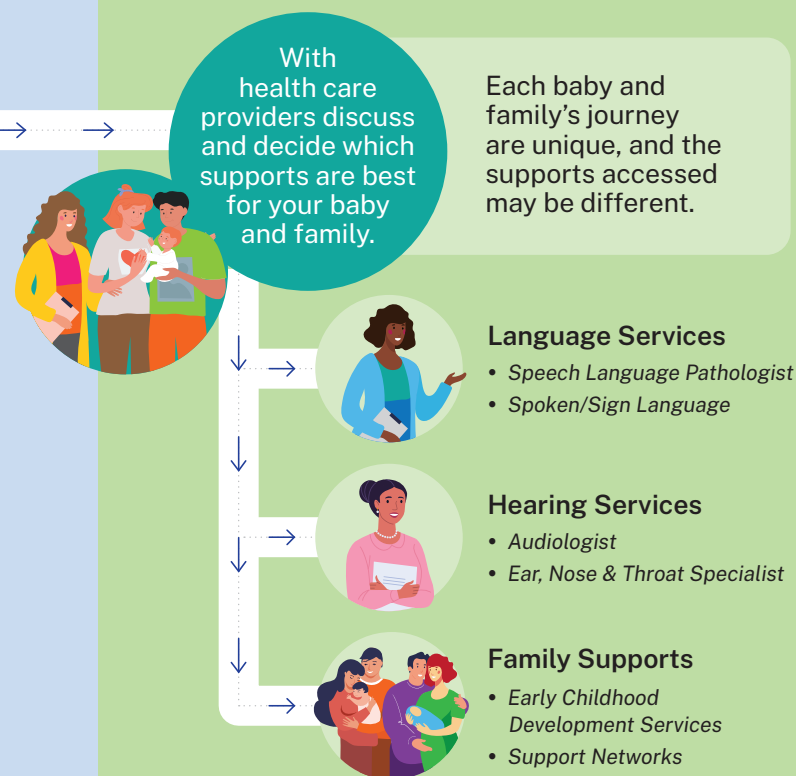 With
health care
providers discuss
and decide which
supports are best
for your baby
and family.
Each baby and
family’s journey
are unique, and the
supports accessed
may be different.
Language Services
• Speech Language Pathologist
• Spoken/Sign Language
Hearing Services
• Audiologist
• Ear, Nose & Throat Specialist
Family Supports
• Early Childhood
Development Services
• Support Networks